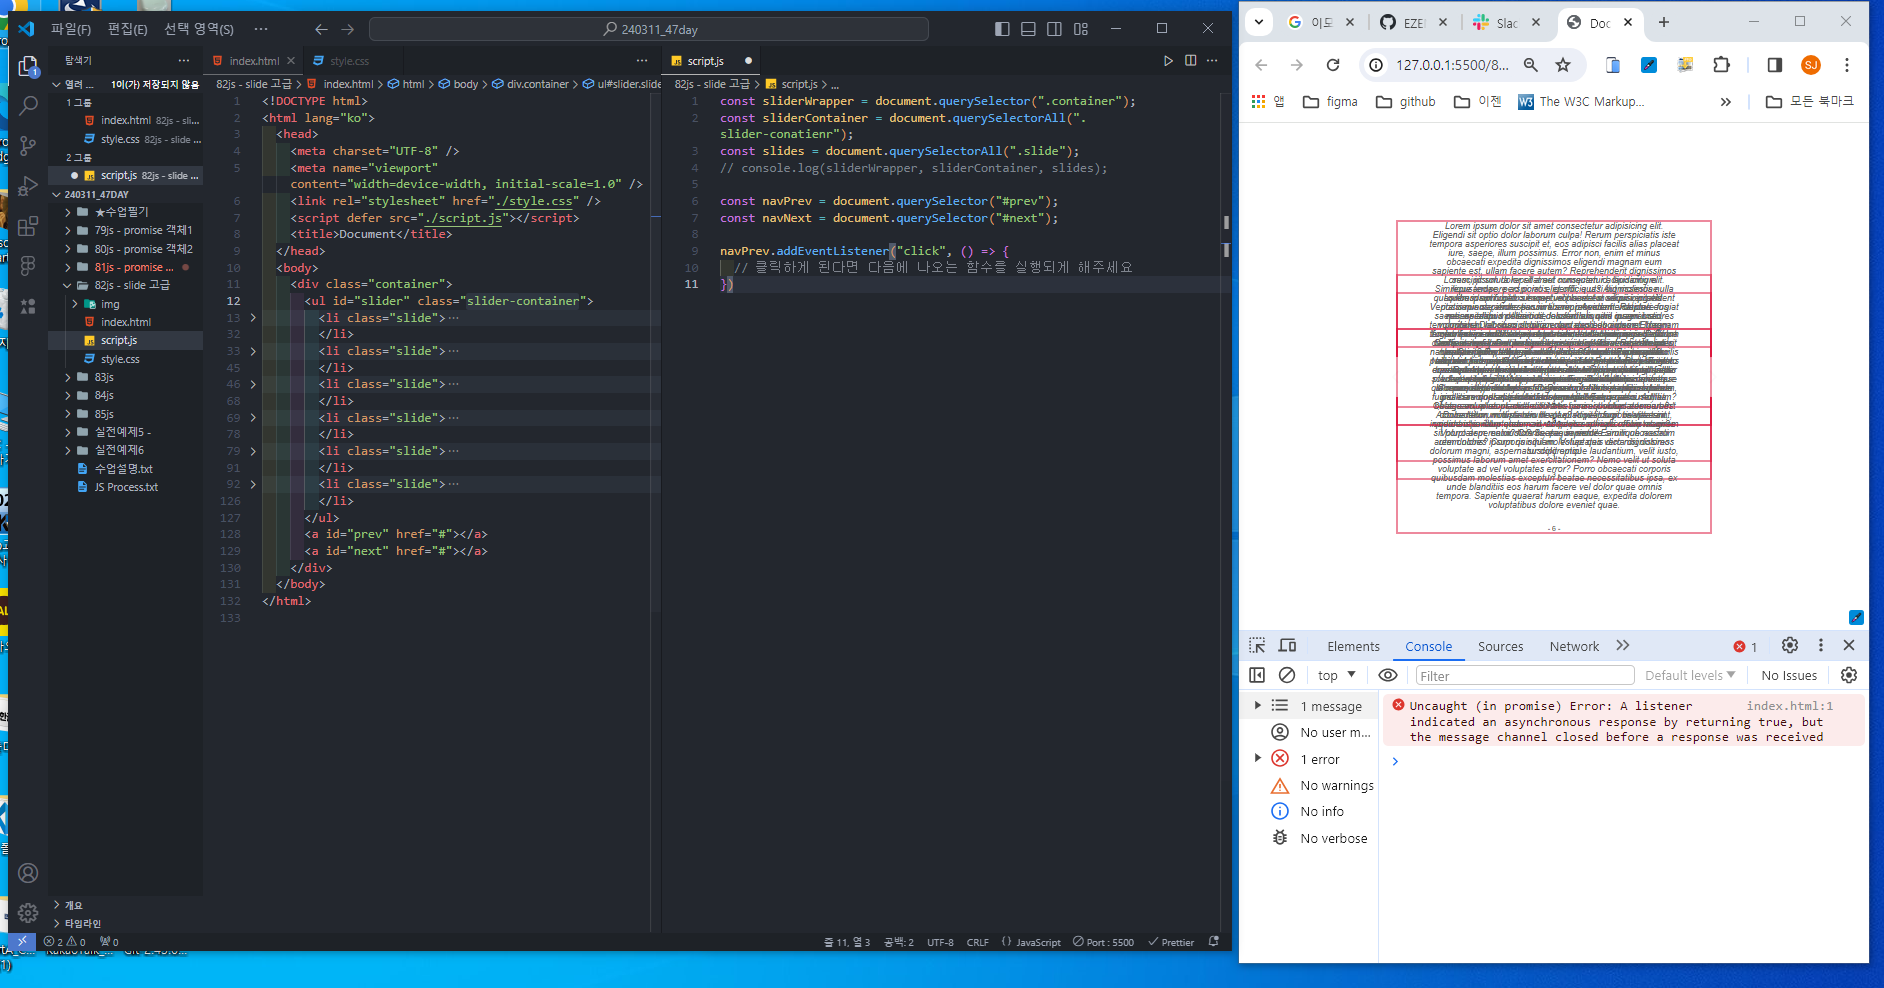 파일(F) 편집(E) 선택 영역(S) ···
240311_47day
탐색기
열려 ... 1이(가) 저장되지 않음
1 그룹
index.html 82js - slide ...
style.css 82js - slide ...
2 그룹
script.js 82js - slide ...
240311_47DAY
★수업필기
79js - promise 객체1
80js - promise 객체2
81js - promise ...
82js - slide 고급
img
index.html
script.js
style.css
83js
84js
85js
실전예제5 -
실전예제6
수업설명.txt
JS Process.txt
개요
타임라인
index.html
style.css
82js - slide 고급 > index.html > html > body > div.container > ul#slider.slide
1 <!DOCTYPE html>
2 <html lang="ko">
3 <head>
4 <meta charset="UTF-8" />
5 <meta name="viewport"
content="width=device-width, initial-scale=1.0" />
6 <link rel="stylesheet" href="./style.css" />
7 <script defer src="./script.js"></script>
8 <title>Document</title>
9 </head>
10 <body>
11 <div class="container">
12 <ul id="slider" class="slider-container">
13 <li class="slide">···
32 </li>
33 <li class="slide">···
45 </li>
46 <li class="slide">···
68 </li>
69 <li class="slide">···
78 </li>
79 <li class="slide">···
91 </li>
92 <li class="slide">···
126 </li>
127 </ul>
128 <a id="prev" href="#"></a>
129 <a id="next" href="#"></a>
130 </div>
131 </body>
132 </html>
133
script.js
82js - slide 고급 > script.js > ...
1 const sliderWrapper = document.querySelector(".container");
2 const sliderContainer = document.querySelectorAll(".
slider-conatienr");
3 const slides = document.querySelectorAll(".slide");
4 // console.log(sliderWrapper, sliderContainer, slides);
5
6 const navPrev = document.querySelector("#prev");
7 const navNext = document.querySelector("#next");
8
9 navPrev.addEventListener("click", () => {
10 // 클릭하게 된다면 다음에 나오는 함수를 실행되게 해주세요
11 })
2 0 0
줄 11, 열 3 공백: 2 UTF-8 CRLF JavaScript Port : 5500 Prettier
이모 EZEI Slac Doc
127.0.0.1:5500/8...
SJ
앱 figma github 이젠 The W3C Markup... » 모든 북마크
Lorem ipsum dolor sit amet consectetur adipisicing elit.
Eligendi sit optio dolor laborum culpa! Rerum perspiciatis iste
tempora asperiores suscipit et, eos adipisci facilis alias placeat
iure, saepe, illum possimus. Error non, enim et minus
obcaecati expedita dignissimos eligendi magnam eum
sapiente est, ullam facere autem? Reprehenderit dignissimos
dolorum magni, aspernatur
laudantium, velit iusto,
possimus laborum amet exercitationem? Nemo velit ut soluta
voluptate ad vel voluptates error? Porro obcaecati corporis
quibusdam molestias excepturi beatae necessitatibus ipsa, ex
unde blanditiis eos harum facere vel dolor quae omnis
tempora. Sapiente quaerat harum eaque, expedita dolorem
voluptatibus dolore eveniet quae.
- 6 -
Elements Console Sources Network 1
top Filter Default levels No Issues
1 message
No user m...
1 error
No warnings
No info
No verbose
Uncaught (in promise) Error: A listener index.html:1
indicated an asynchronous response by returning true, but
the message channel closed before a response was received